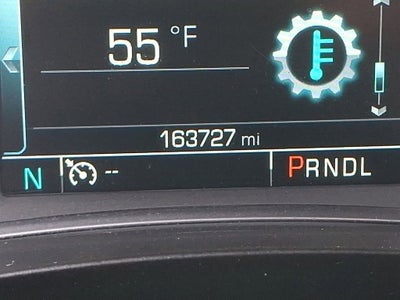 55 °F
163727 mi
N -- PRNDL